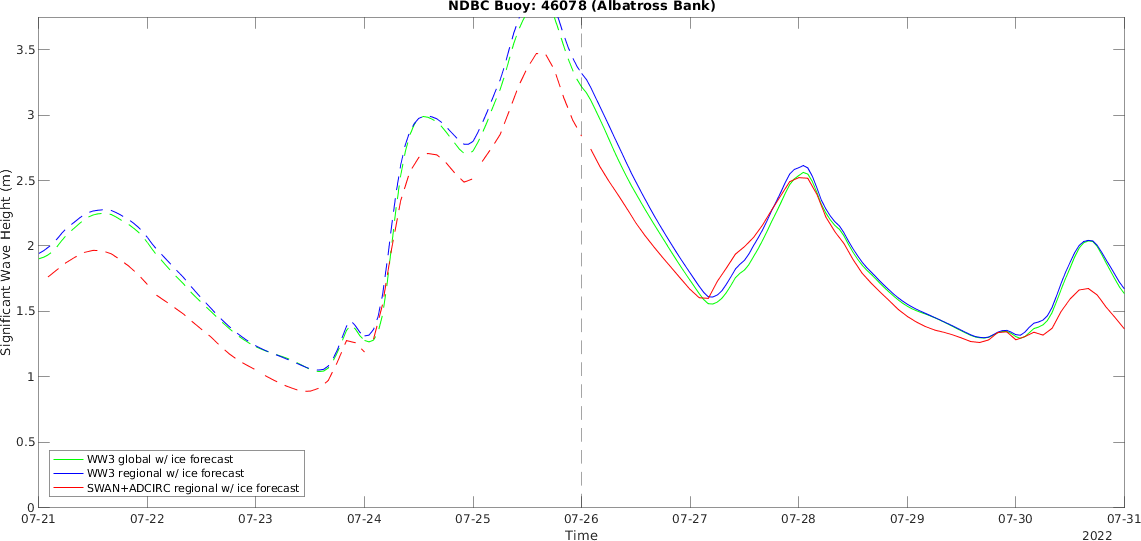 NDBC Buoy: 46078 (Albatross Bank)
Significant Wave Height (m)
3.5
3
2.5
2
1.5
1
0.5
0
WW3 global w/ ice forecast
WW3 regional w/ ice forecast
SWAN+ADCIRC regional w/ ice forecast
07-21 07-22 07-23 07-24 07-25 07-26 07-27 07-28 07-29 07-30 07-31
Time
2022